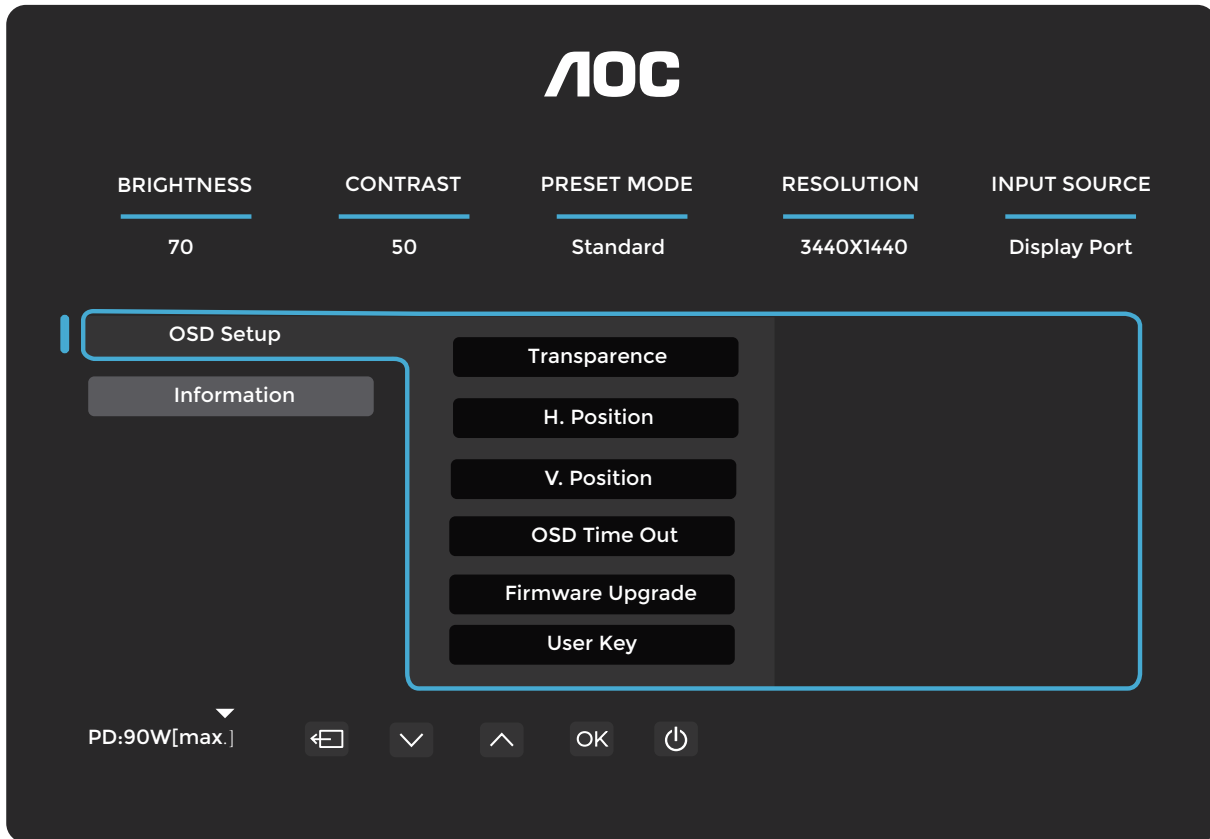 AOC
BRIGHTNESS CONTRAST PRESET MODE RESOLUTION INPUT SOURCE
70 50 Standard 3440X1440 Display Port
OSD Setup
Information
Transparence
H. Position
V. Position
OSD Time Out
Firmware Upgrade
User Key
PD:90W[max.] OK